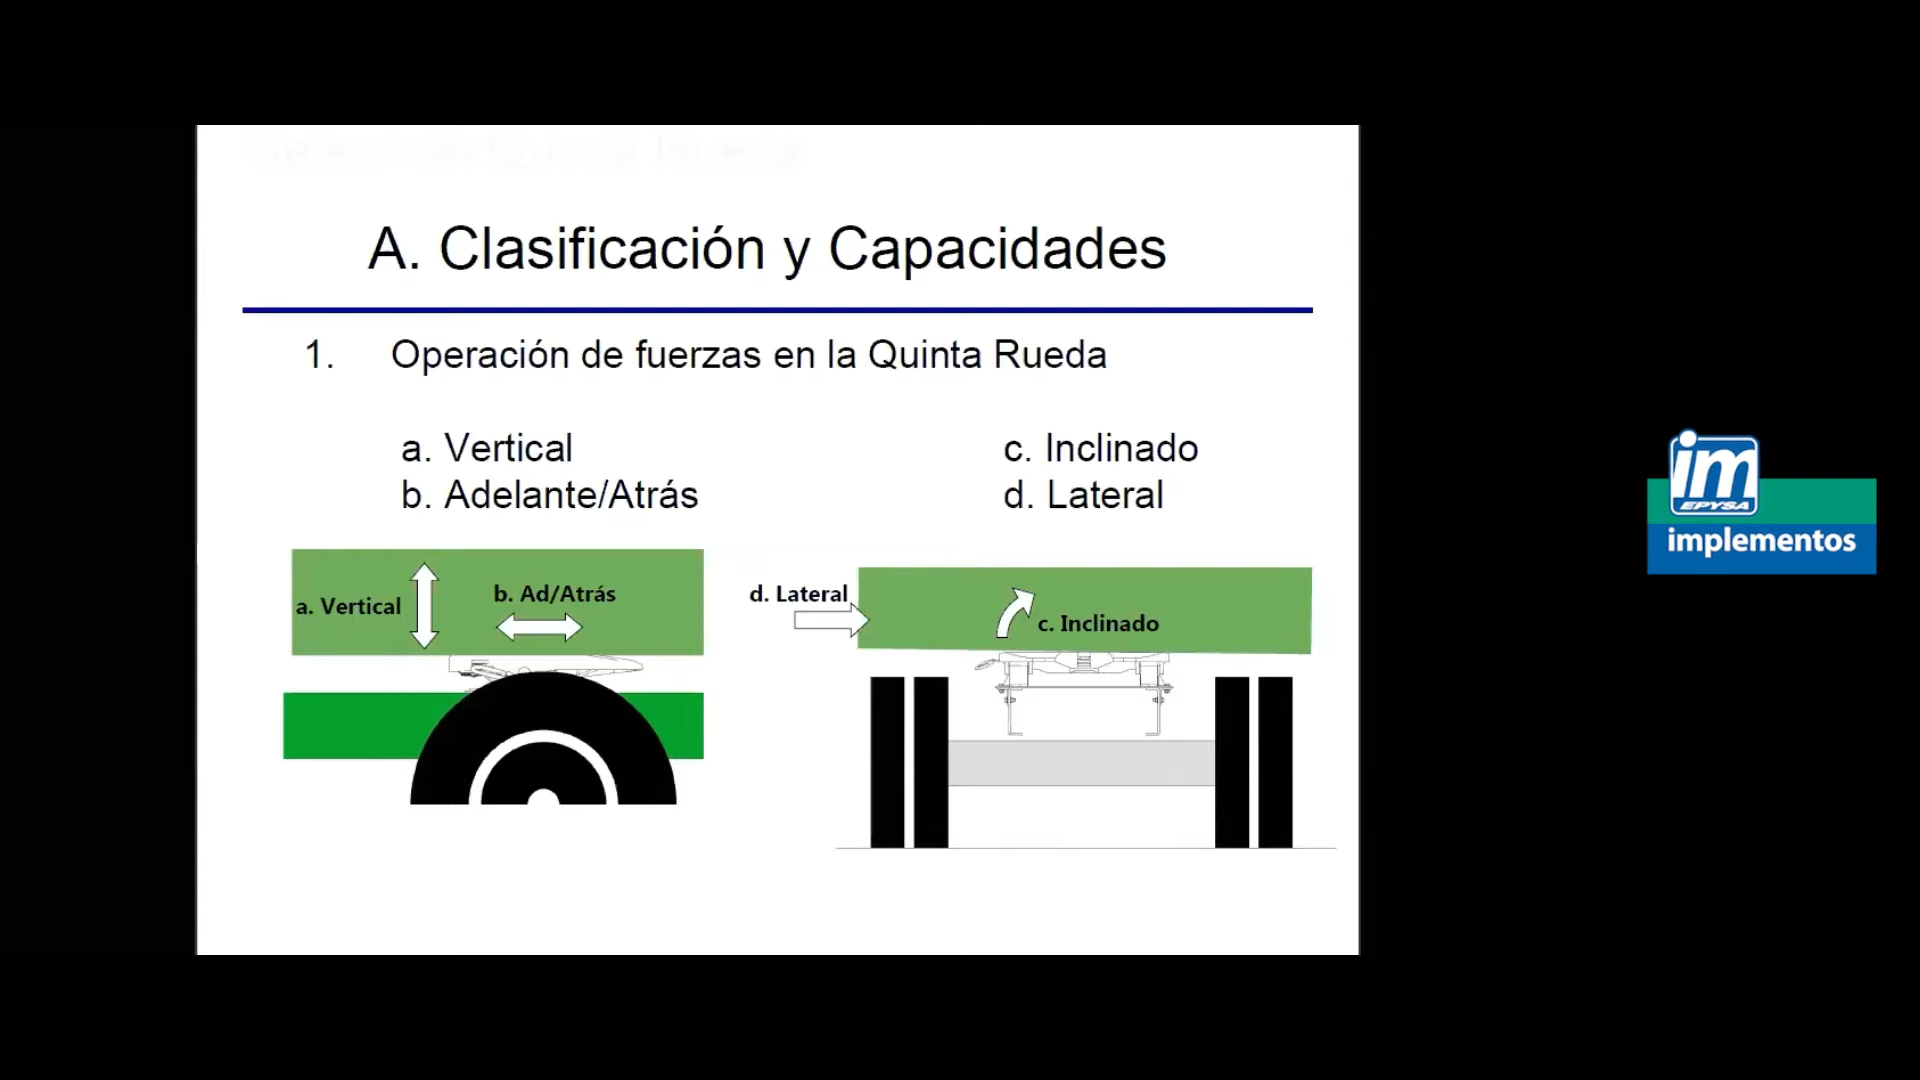 A. Clasificación y Capacidades
1. Operación de fuerzas en la Quinta Rueda
a. Vertical
b. Adelante/Atrás
c. Inclinado
d. Lateral
a. Vertical
b. Ad/Atrás
d. Lateral
c. Inclinado
im
EPYSA
implementos